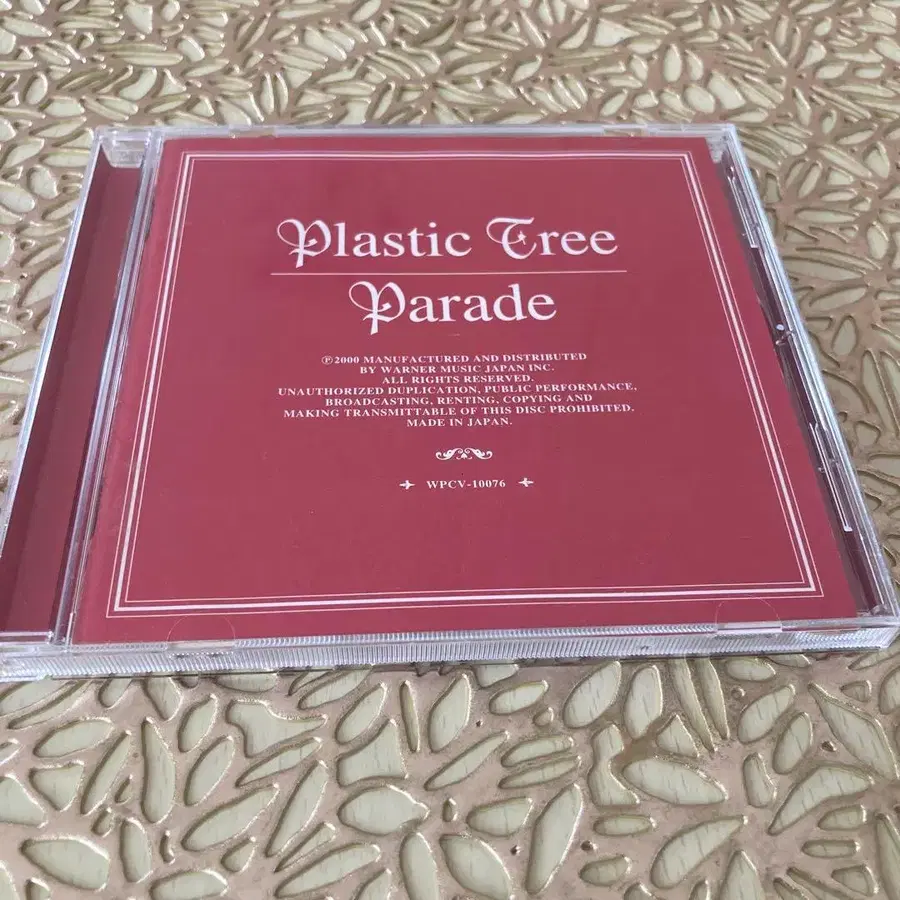 Plastic Tree
Parade
℗2000 MANUFACTURED AND DISTRIBUTED
BY WARNER MUSIC JAPAN INC.
ALL RIGHTS RESERVED.
UNAUTHORIZED DUPLICATION, PUBLIC PERFORMANCE,
BROADCASTING, RENTING, COPYING AND
MAKING TRANSMITTABLE OF THIS DISC PROHIBITED.
MADE IN JAPAN.
WPCV-10076